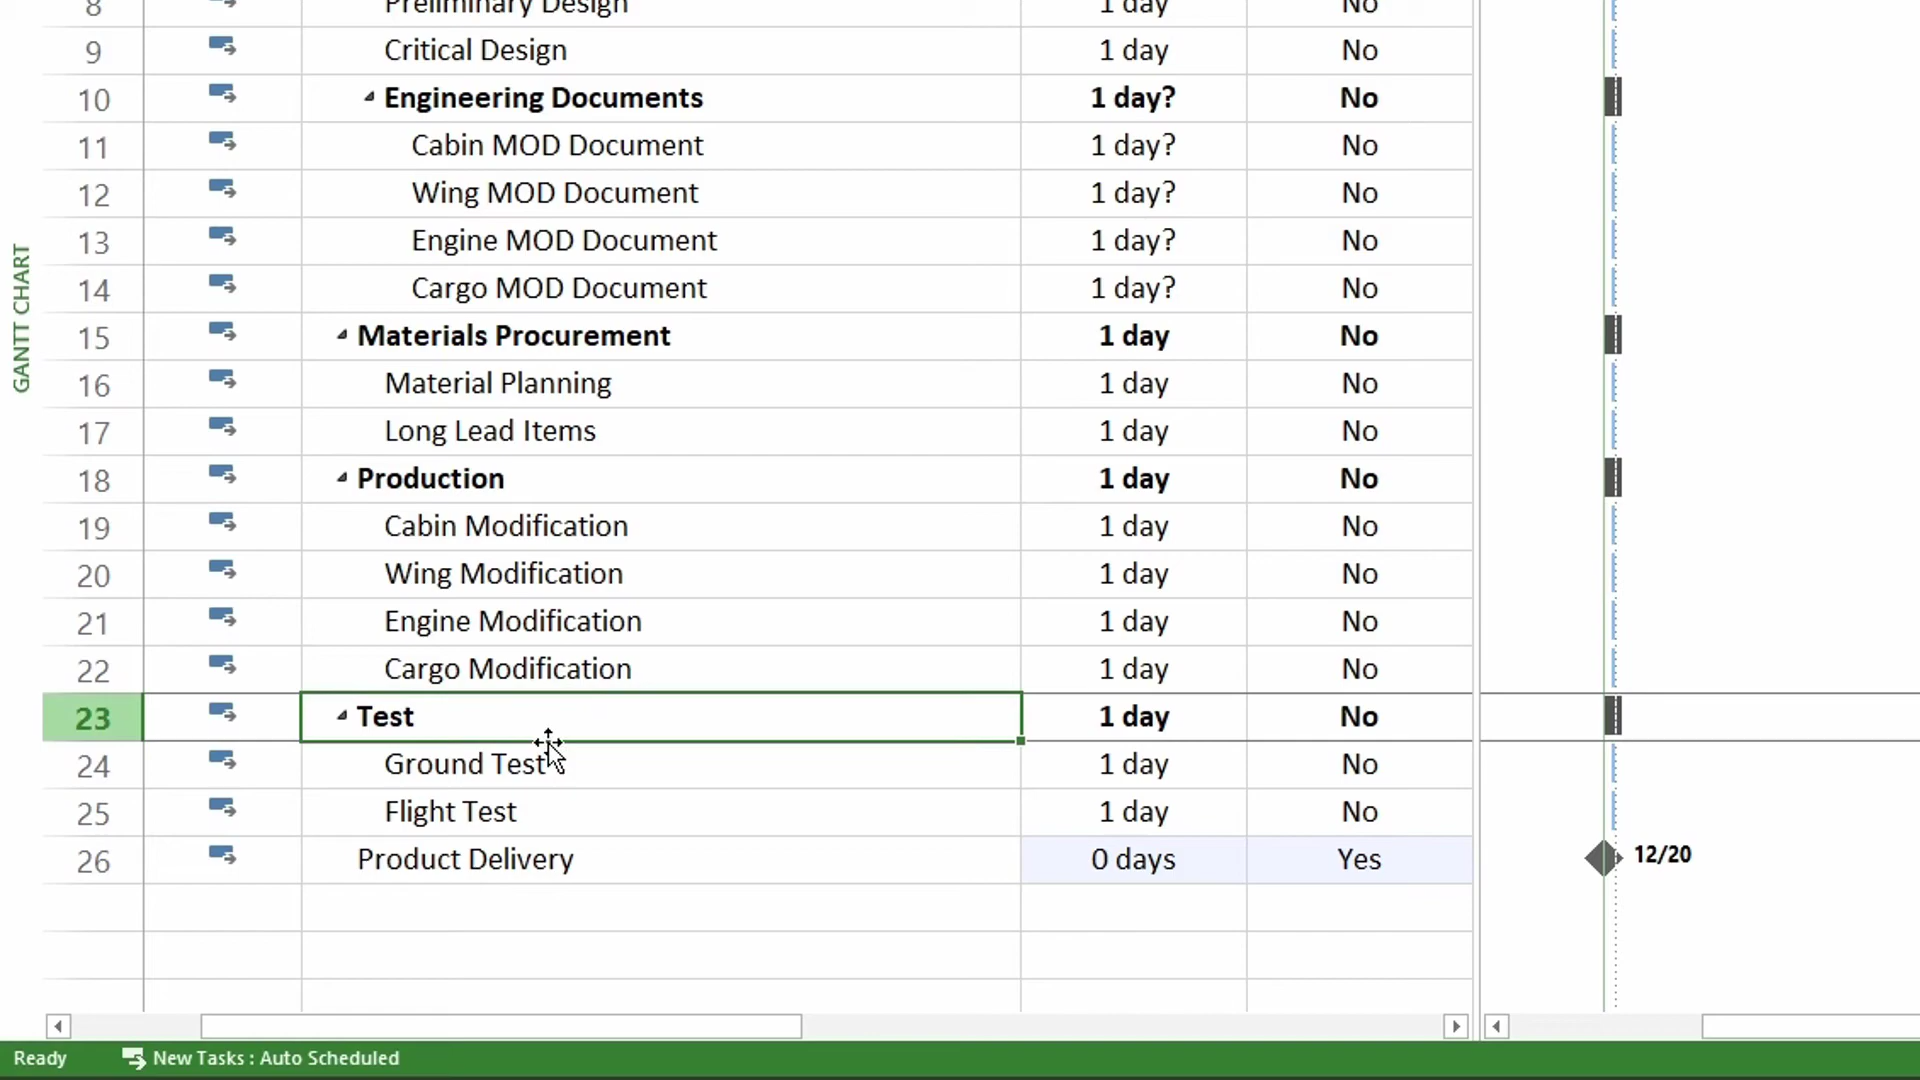 8 Preliminary Design 1 day No
9 Critical Design 1 day No
10 Engineering Documents 1 day? No
11 Cabin MOD Document 1 day? No
12 Wing MOD Document 1 day? No
13 Engine MOD Document 1 day? No
14 Cargo MOD Document 1 day? No
15 Materials Procurement 1 day No
16 Material Planning 1 day No
17 Long Lead Items 1 day No
18 Production 1 day No
19 Cabin Modification 1 day No
20 Wing Modification 1 day No
21 Engine Modification 1 day No
22 Cargo Modification 1 day No
23 Test 1 day No
24 Ground Test 1 day No
25 Flight Test 1 day No
26 Product Delivery 0 days Yes 12/20
GANTT CHART
Ready New Tasks : Auto Scheduled